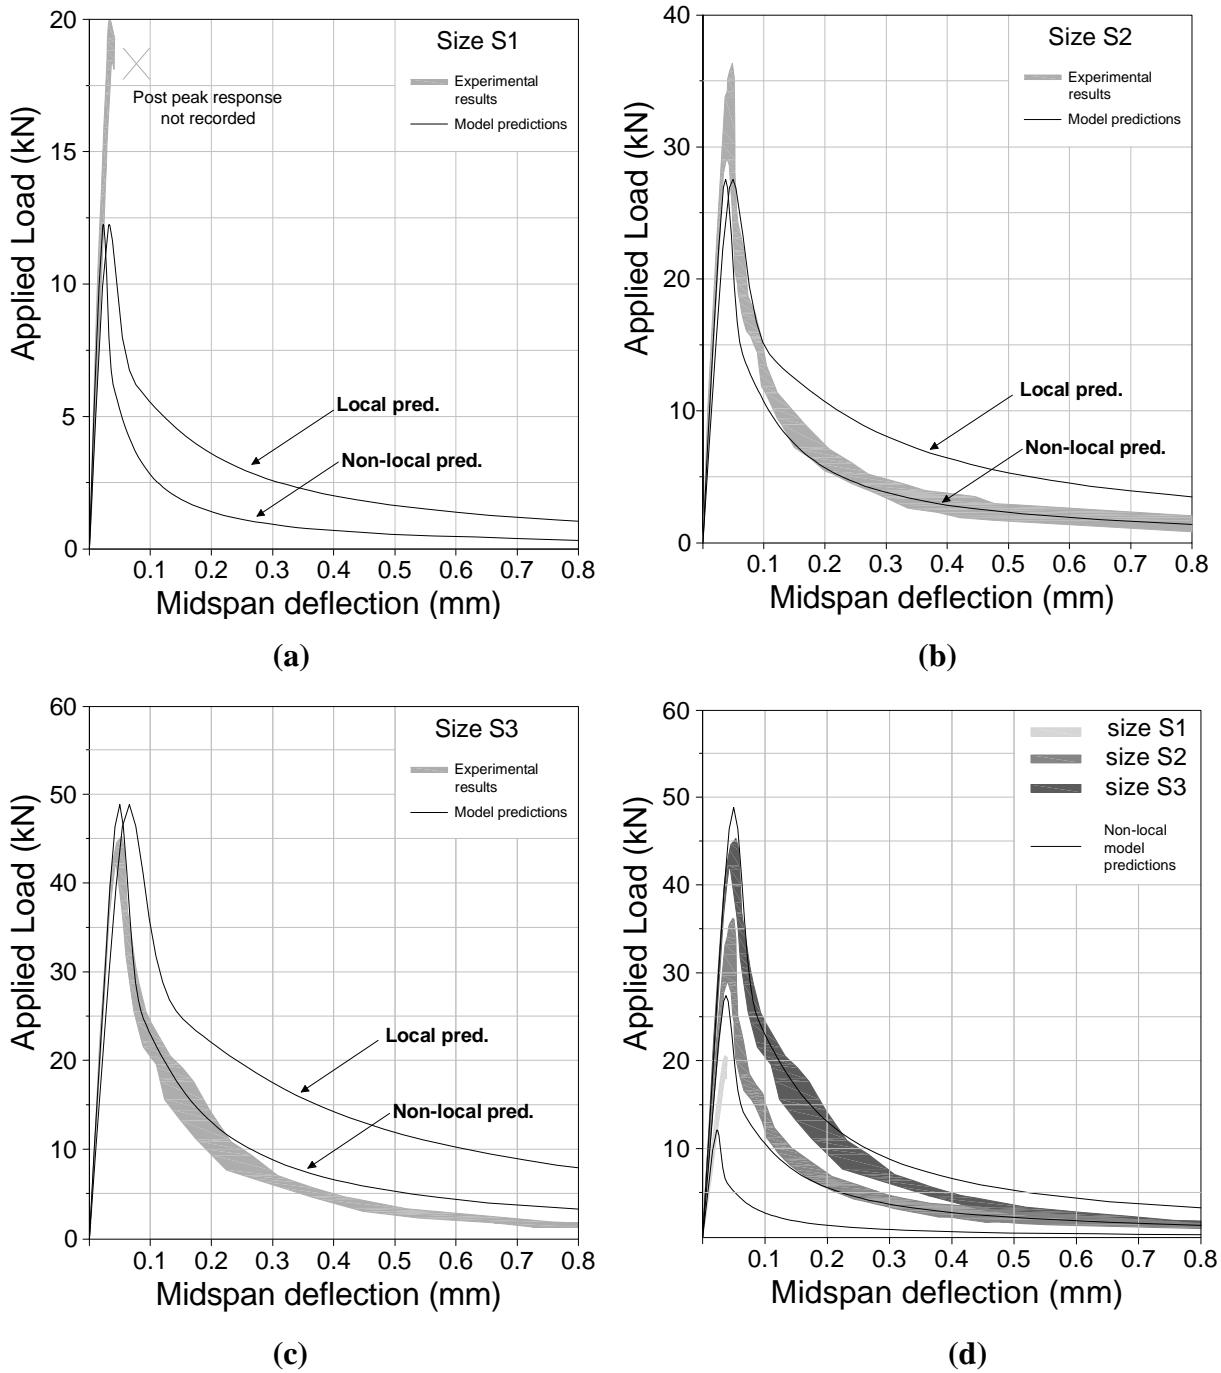 Size S1
Experimental
results
Model predictions
Post peak response
not recorded
Local pred.
Non-local pred.
Applied Load (kN)
20
15
10
5
0
0.1 0.2 0.3 0.4 0.5 0.6 0.7 0.8
Midspan deflection (mm)
(a)
Size S2
Experimental
results
Model predictions
Local pred.
Non-local pred.
Applied Load (kN)
40
30
20
10
0
0.1 0.2 0.3 0.4 0.5 0.6 0.7 0.8
Midspan deflection (mm)
(b)
Size S3
Experimental
results
Model predictions
Local pred.
Non-local pred.
Applied Load (kN)
60
50
40
30
20
10
0
0.1 0.2 0.3 0.4 0.5 0.6 0.7 0.8
Midspan deflection (mm)
(c)
size S1
size S2
size S3
Non-local
model
predictions
Applied Load (kN)
60
50
40
30
20
10
0.1 0.2 0.3 0.4 0.5 0.6 0.7 0.8
Midspan deflection (mm)
(d)